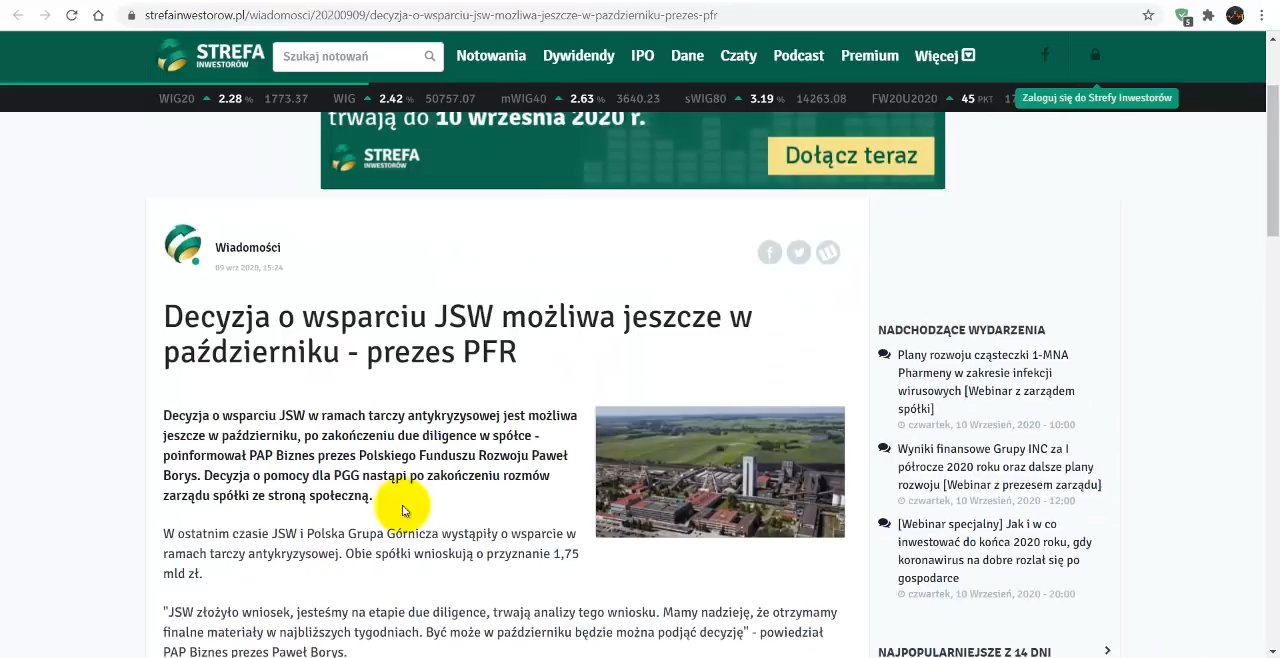 strefainwestorow.pl/wiadomosci/20200909/decyzja-o-wsparciu-jsw-mozliwa-jeszcze-w-pazdzierniku-prezes-pfr
5
STREFA
INWESTORÓW
Szukaj notowań
Notowania Dywidendy IPO Dane Czaty Podcast Premium Więcej
WIG20 2.28 % 1773.37 WIG 2.42 % 50757.07 mWIG40 2.63 % 3640.23 sWIG80 3.19 % 14263.08 FW20U2020 45 PKT
Zaloguj się do Strefy Inwestorów
trwają do 10 września 2020 r.
STREFA
INWESTORÓW
Dołącz teraz
Wiadomości
09 wrz 2020, 15:24
Decyzja o wsparciu JSW możliwa jeszcze w
październiku - prezes PFR
Decyzja o wsparciu JSW w ramach tarczy antykryzysowej jest możliwa
jeszcze w październiku, po zakończeniu due diligence w spółce -
poinformował PAP Biznes prezes Polskiego Funduszu Rozwoju Paweł
Borys. Decyzja o pomocy dla PGG nastąpi po zakończeniu rozmów
zarządu spółki ze stroną społeczną.
W ostatnim czasie JSW i Polska Grupa Górnicza wystąpiły o wsparcie w
ramach tarczy antykryzysowej. Obie spółki wnioskują o przyznanie 1,75
mld zł.
"JSW złożyło wniosek, jesteśmy na etapie due diligence, trwają analizy tego wniosku. Mamy nadzieję, że otrzymamy
finalne materiały w najbliższych tygodniach. Być może w październiku będzie można podjąć decyzję" - powiedział
PAP Biznes prezes Paweł Borys.
NADCHODZĄCE WYDARZENIA
Plany rozwoju cząsteczki 1-MNA
Pharmeny w zakresie infekcji
wirusowych [Webinar z zarządem
spółki]
czwartek, 10 Wrzesień, 2020 - 10:00
Wyniki finansowe Grupy INC za I
półrocze 2020 roku oraz dalsze plany
rozwoju [Webinar z prezesem zarządu]
czwartek, 10 Wrzesień, 2020 - 12:00
[Webinar specjalny] Jak i w co
inwestować do końca 2020 roku, gdy
koronawirus na dobre rozlał się po
gospodarce
czwartek, 10 Wrzesień, 2020 - 20:00
NAJPOPULARNIEJSZE Z 14 DNI